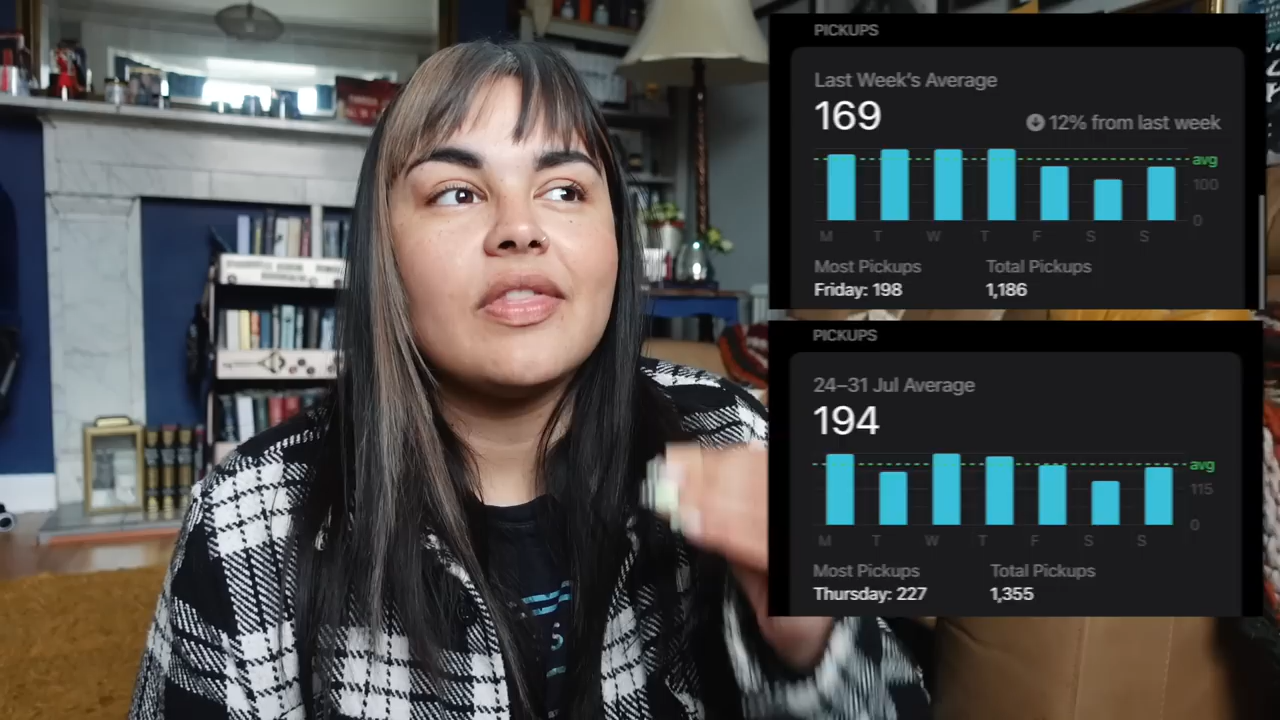 PICKUPS
Last Week's Average
169
12% from last week
avg
100
0
M T W T F S S
Most Pickups Total Pickups
Friday: 198 1,186
PICKUPS
24–31 Jul Average
194
avg
115
0
M T W T F S S
Most Pickups Total Pickups
Thursday: 227 1,355
S